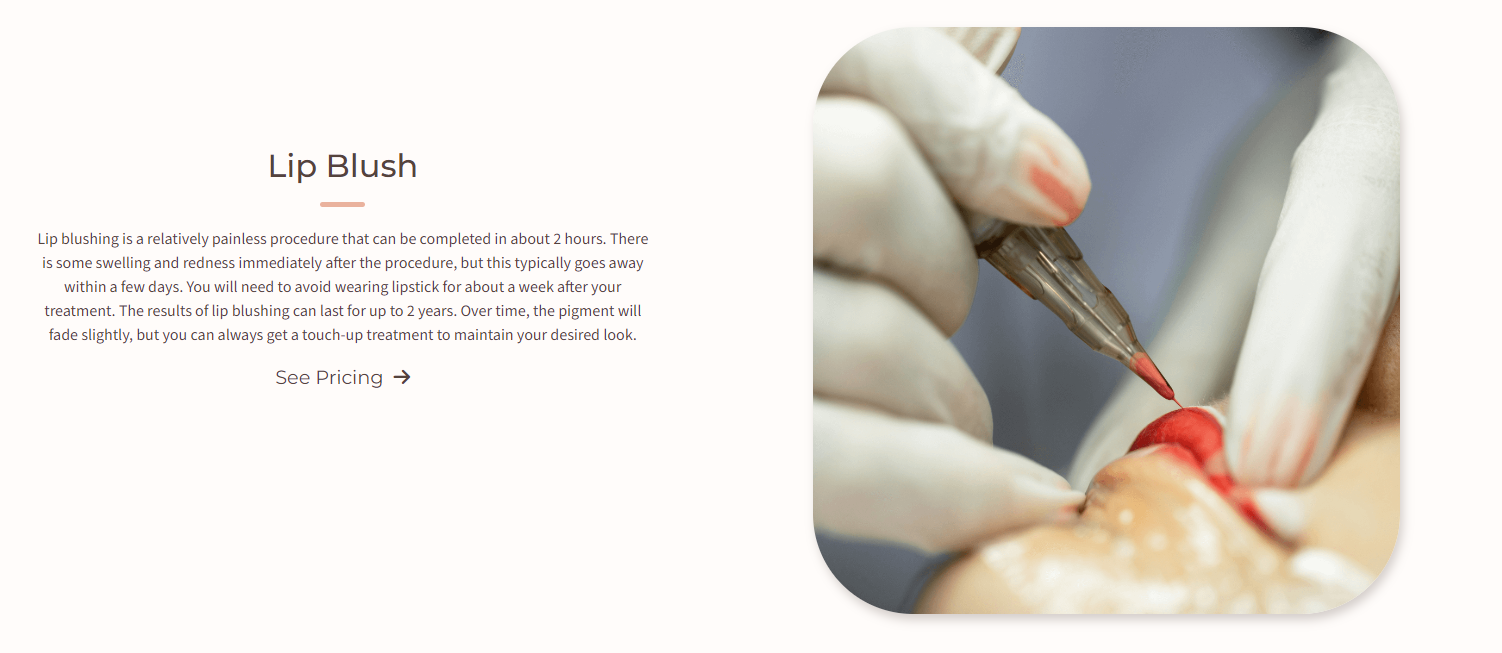 Lip Blush
Lip blushing is a relatively painless procedure that can be completed in about 2 hours. There
is some swelling and redness immediately after the procedure, but this typically goes away
within a few days. You will need to avoid wearing lipstick for about a week after your
treatment. The results of lip blushing can last for up to 2 years. Over time, the pigment will
fade slightly, but you can always get a touch-up treatment to maintain your desired look.
See Pricing →